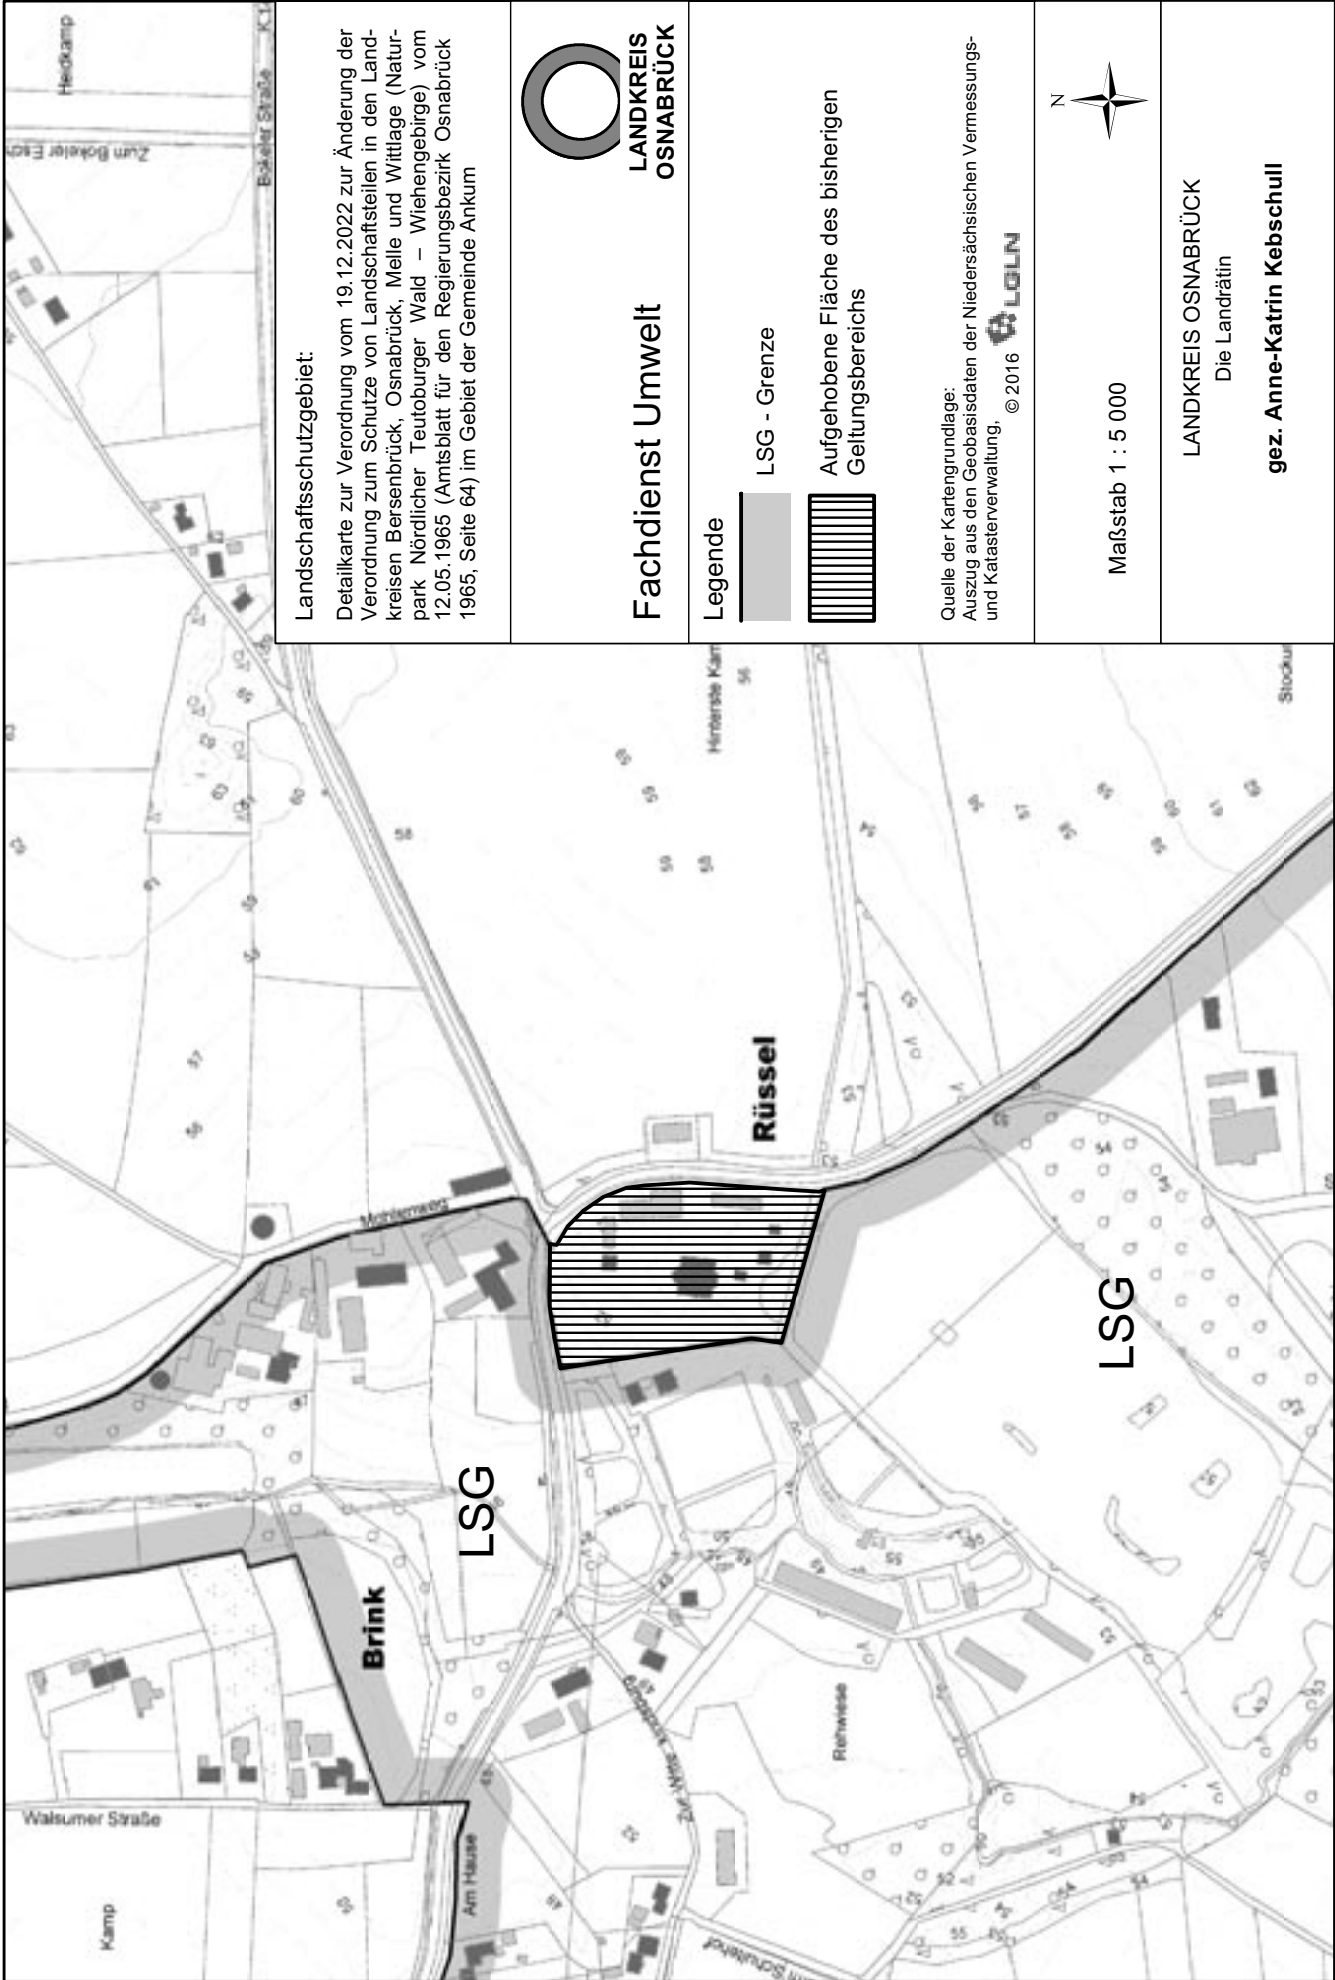 Landschaftsschutzgebiet:
Detailkarte zur Verordnung vom 19.12.2022 zur Änderung der
Verordnung zum Schutze von Landschaftsteilen in den Land-
kreisen Bersenbrück, Osnabrück, Melle und Wittlage (Natur-
park Nördlicher Teutoburger Wald – Wiehengebirge) vom
12.05.1965 (Amtsblatt für den Regierungsbezirk Osnabrück
1965, Seite 64) im Gebiet der Gemeinde Ankum
LANDKREIS
OSNABRÜCK
Fachdienst Umwelt
Legende
LSG - Grenze
Aufgehobene Fläche des bisherigen
Geltungsbereichs
Quelle der Kartengrundlage:
Auszug aus den Geobasisdaten der Niedersächsischen Vermessungs-
und Katasterverwaltung,
© 2016 LGLN
Maßstab 1 : 5 000
N
LANDKREIS OSNABRÜCK
Die Landrätin
gez. Anne-Katrin Kebschull
Kamp
Walsumer Straße
Am Hause
Brink
LSG
Mühlenweg
Heidkamp
Zum Bokeler Esch
Bokeler Straße
Rüssel
Hinterste Kam
LSG
Rehwiese
Stocku